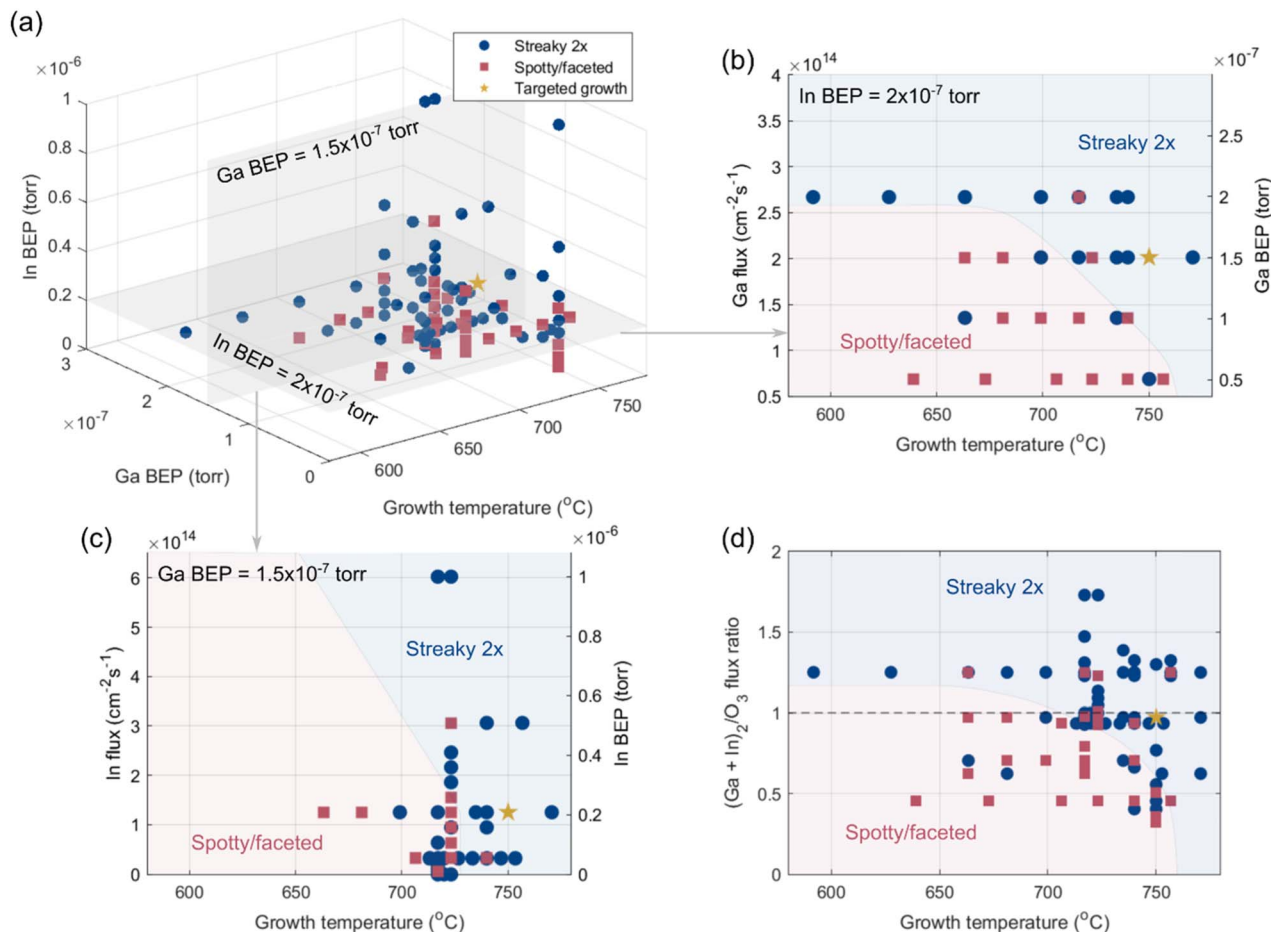 (a)
×10⁻⁶
1
0.8
0.6
0.4
0.2
0
In BEP (torr)
Ga BEP = 1.5x10⁻⁷ torr
In BEP = 2x10⁻⁷ torr
3
2
1
0
×10⁻⁷
Ga BEP (torr)
600
650
700
750
Growth temperature (°C)
Streaky 2x
Spotty/faceted
Targeted growth
(b)
×10¹⁴
×10⁻⁷
In BEP = 2x10⁻⁷ torr
Streaky 2x
Spotty/faceted
4
3.5
3
2.5
2
1.5
1
0.5
Ga flux (cm⁻²s⁻¹)
2.5
2
1.5
1
0.5
Ga BEP (torr)
600
650
700
750
Growth temperature (°C)
(c)
×10¹⁴
×10⁻⁶
Ga BEP = 1.5x10⁻⁷ torr
Streaky 2x
Spotty/faceted
6
5
4
3
2
1
0
In flux (cm⁻²s⁻¹)
1
0.8
0.6
0.4
0.2
0
In BEP (torr)
600
650
700
750
Growth temperature (°C)
(d)
Streaky 2x
Spotty/faceted
2
1.5
1
0.5
0
(Ga + In)₂/O₃ flux ratio
600
650
700
750
Growth temperature (°C)